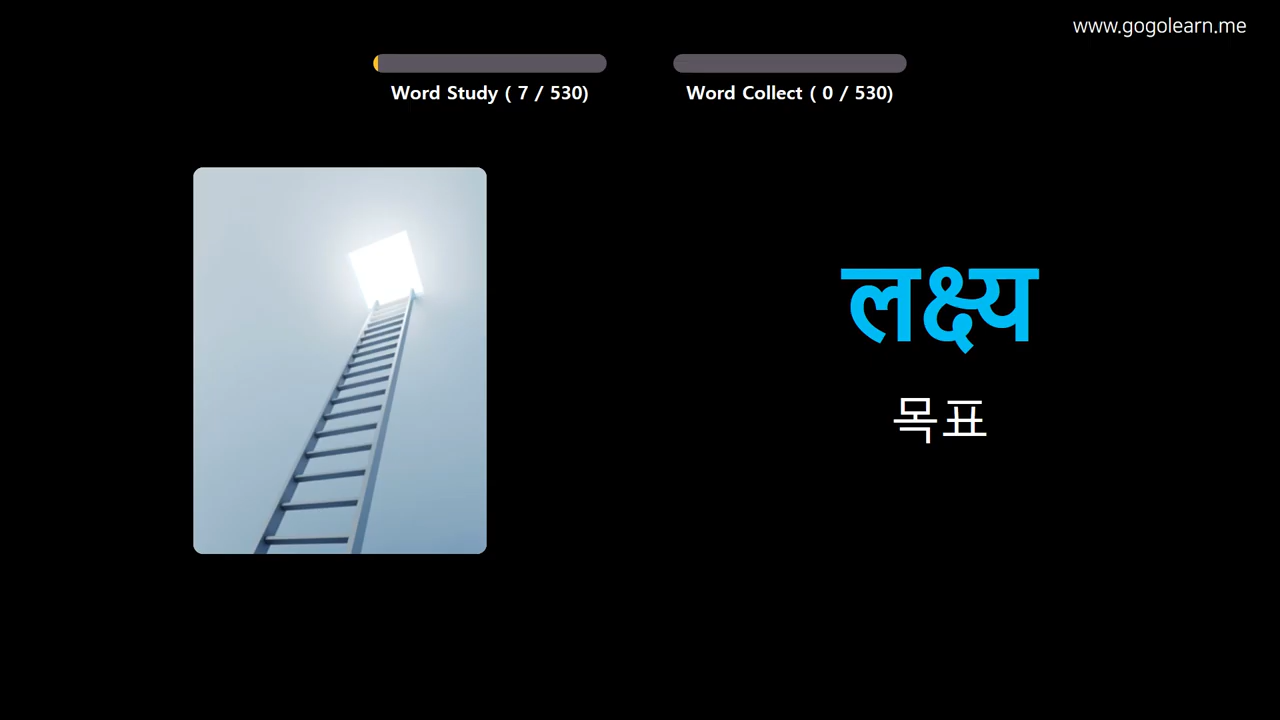 www.gogolearn.me
Word Study ( 7 / 530)
Word Collect ( 0 / 530)
लक्ष्य
목표